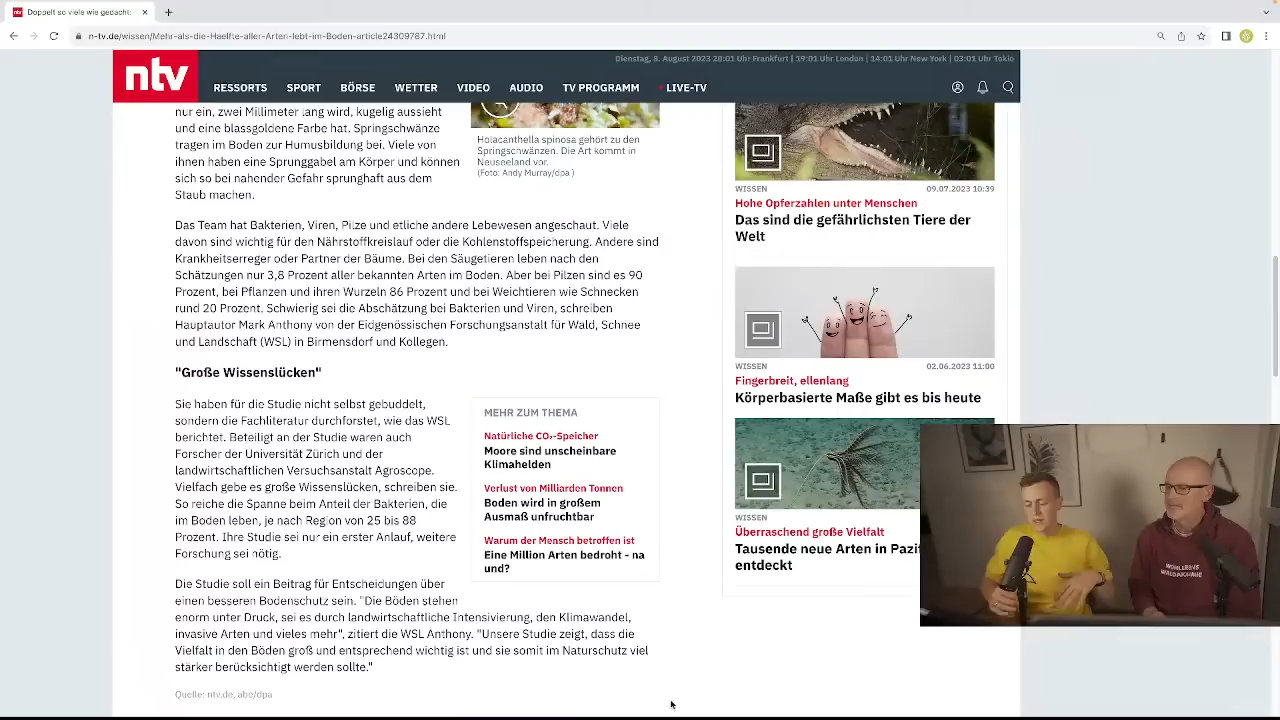 ntv
Doppelt so viele wie gedacht:
n-tv.de/wissen/Mehr-als-die-Haelfte-aller-Arten-lebt-im-Boden-article24309787.html
Dienstag, 8. August 2023 20:01 Uhr Frankfurt | 19:01 Uhr London | 14:01 Uhr New York | 03:01 Uhr Tokio
ntv
RESSORTS SPORT BÖRSE WETTER VIDEO AUDIO TV PROGRAMM LIVE-TV
nur ein, zwei Millimeter lang wird, kugelig aussieht
und eine blassgoldene Farbe hat. Springschwänze
tragen im Boden zur Humusbildung bei. Viele von
ihnen haben eine Sprunggabel am Körper und können
sich so bei nahender Gefahr sprunghaft aus dem
Staub machen.
Holacanthella spinosa gehört zu den
Springschwänzen. Die Art kommt in
Neuseeland vor.
(Foto: Andy Murray/dpa )
Das Team hat Bakterien, Viren, Pilze und etliche andere Lebewesen angeschaut. Viele
davon sind wichtig für den Nährstoffkreislauf oder die Kohlenstoffspeicherung. Andere sind
Krankheitserreger oder Partner der Bäume. Bei den Säugetieren leben nach den
Schätzungen nur 3,8 Prozent aller bekannten Arten im Boden. Aber bei Pilzen sind es 90
Prozent, bei Pflanzen und ihren Wurzeln 86 Prozent und bei Weichtieren wie Schnecken
rund 20 Prozent. Schwierig sei die Abschätzung bei Bakterien und Viren, schreiben
Hauptautor Mark Anthony von der Eidgenössischen Forschungsanstalt für Wald, Schnee
und Landschaft (WSL) in Birmensdorf und Kollegen.
"Große Wissenslücken"
Sie haben für die Studie nicht selbst gebuddelt,
sondern die Fachliteratur durchforstet, wie das WSL
berichtet. Beteiligt an der Studie waren auch
Forscher der Universität Zürich und der
landwirtschaftlichen Versuchsanstalt Agroscope.
Vielfach gebe es große Wissenslücken, schreiben sie.
So reiche die Spanne beim Anteil der Bakterien, die
im Boden leben, je nach Region von 25 bis 88
Prozent. Ihre Studie sei nur ein erster Anlauf, weitere
Forschung sei nötig.
MEHR ZUM THEMA
Natürliche CO₂-Speicher
Moore sind unscheinbare
Klimahelden
Verlust von Milliarden Tonnen
Boden wird in großem
Ausmaß unfruchtbar
Warum der Mensch betroffen ist
Eine Million Arten bedroht - na
und?
Die Studie soll ein Beitrag für Entscheidungen über
einen besseren Bodenschutz sein. "Die Böden stehen
enorm unter Druck, sei es durch landwirtschaftliche Intensivierung, den Klimawandel,
invasive Arten und vieles mehr", zitiert die WSL Anthony. "Unsere Studie zeigt, dass die
Vielfalt in den Böden groß und entsprechend wichtig ist und sie somit im Naturschutz viel
stärker berücksichtigt werden sollte."
Quelle: ntv.de, abe/dpa
WISSEN 09.07.2023 10:39
Hohe Opferzahlen unter Menschen
Das sind die gefährlichsten Tiere der
Welt
WISSEN 02.06.2023 11:00
Fingerbreit, ellenlang
Körperbasierte Maße gibt es bis heute
WISSEN
Überraschend große Vielfalt
Tausende neue Arten in Pazif
entdeckt
WOHLLEBENS
WALDAKADEMIE